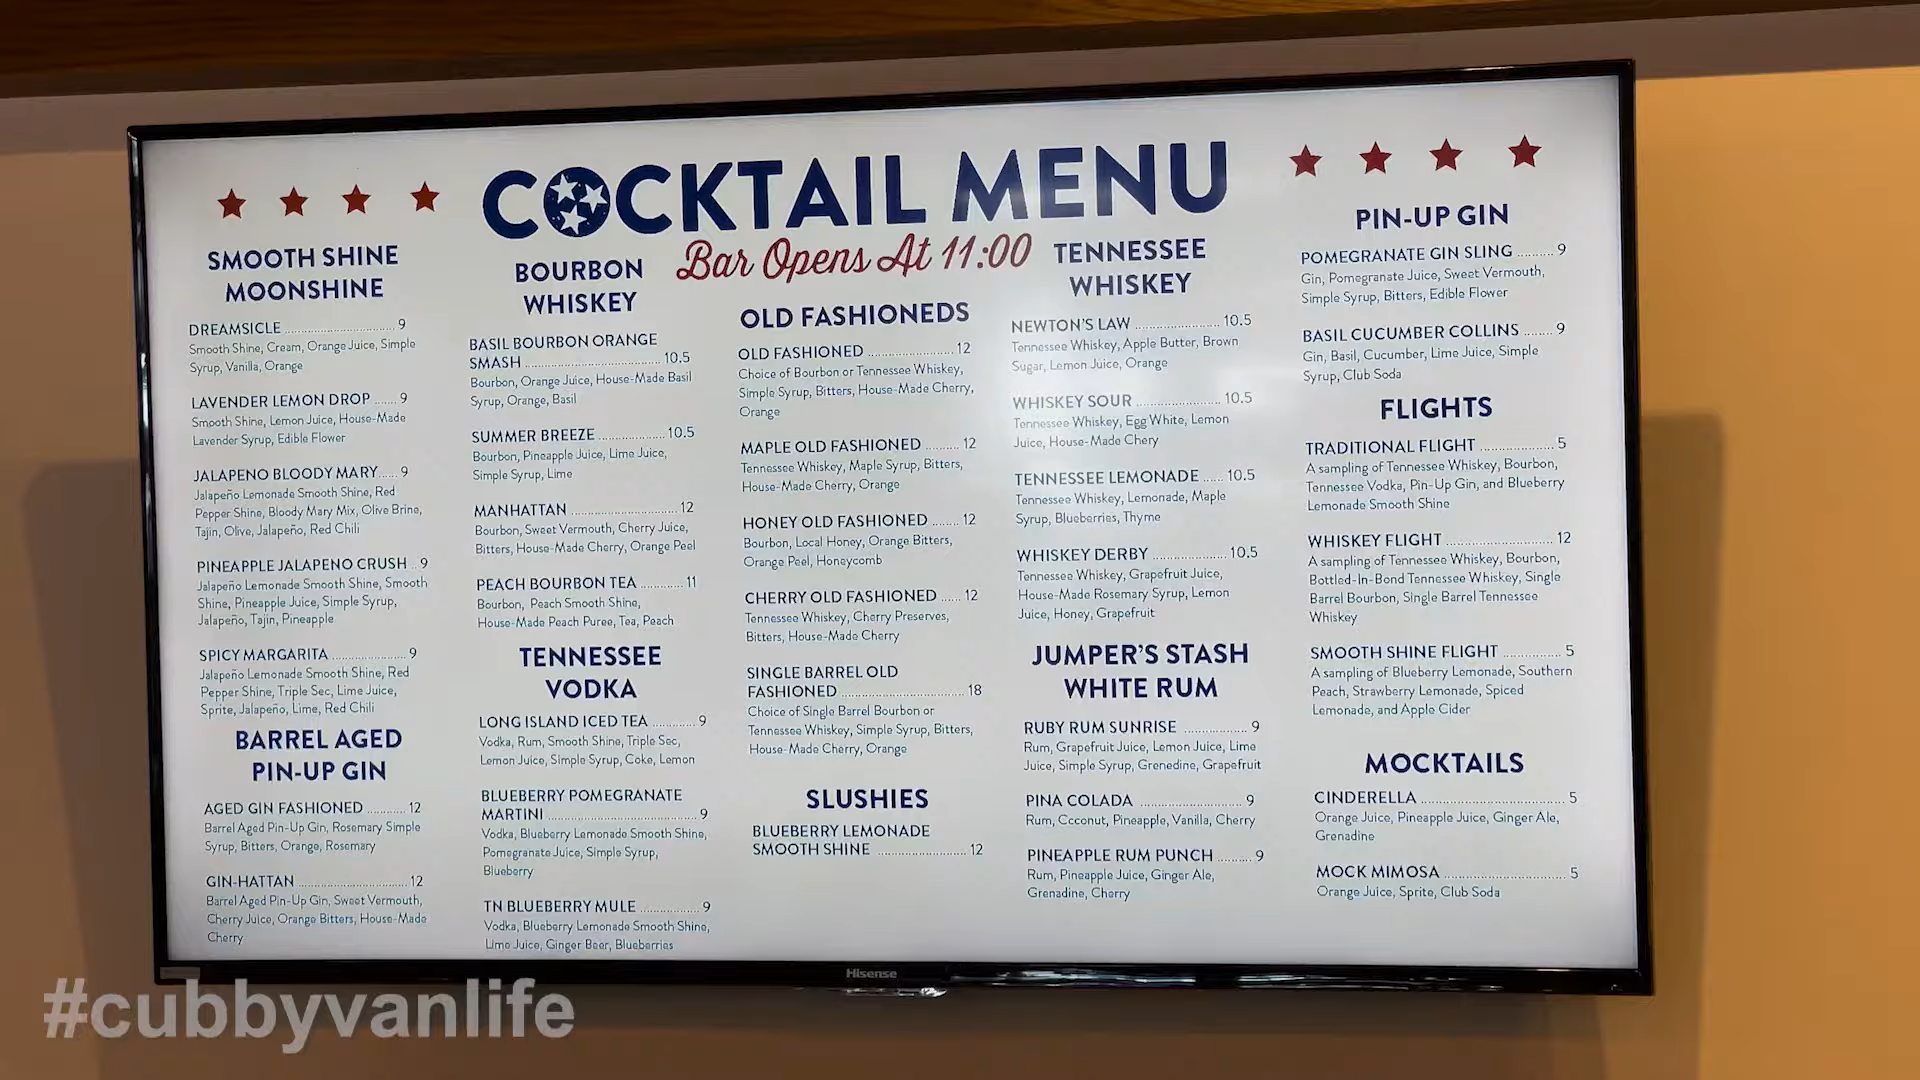 COCKTAIL MENU
Bar Opens At 11:00
SMOOTH SHINE
MOONSHINE
DREAMSICLE 9
Smooth Shine, Cream, Orange Juice, Simple
Syrup, Vanilla, Orange
LAVENDER LEMON DROP 9
Smooth Shine, Lemon Juice, House-Made
Lavender Syrup, Edible Flower
JALAPENO BLOODY MARY 9
Jalapeño Lemonade Smooth Shine, Red
Pepper Shine, Bloody Mary Mix, Olive Brine,
Tajin, Olive, Jalapeño, Red Chili
PINEAPPLE JALAPENO CRUSH 9
Jalapeño Lemonade Smooth Shine, Smooth
Shine, Pineapple Juice, Simple Syrup,
Jalapeño, Tajin, Pineapple
SPICY MARGARITA 9
Jalapeño Lemonade Smooth Shine, Red
Pepper Shine, Triple Sec, Lime Juice,
Sprite, Jalapeño, Lime, Red Chili
BARREL AGED
PIN-UP GIN
AGED GIN FASHIONED 12
Barrel Aged Pin-Up Gin, Rosemary Simple
Syrup, Bitters, Orange, Rosemary
GIN-HATTAN 12
Barrel Aged Pin-Up Gin, Sweet Vermouth,
Cherry Juice, Orange Bitters, House-Made
Cherry
BOURBON
WHISKEY
BASIL BOURBON ORANGE
SMASH 10.5
Bourbon, Orange Juice, House-Made Basil
Syrup, Orange, Basil
SUMMER BREEZE 10.5
Bourbon, Pineapple Juice, Lime Juice,
Simple Syrup, Lime
MANHATTAN 12
Bourbon, Sweet Vermouth, Cherry Juice,
Bitters, House-Made Cherry, Orange Peel
PEACH BOURBON TEA 11
Bourbon, Peach Smooth Shine,
House-Made Peach Puree, Tea, Peach
TENNESSEE
VODKA
LONG ISLAND ICED TEA 9
Vodka, Rum, Smooth Shine, Triple Sec,
Lemon Juice, Simple Syrup, Coke, Lemon
BLUEBERRY POMEGRANATE
MARTINI 9
Vodka, Blueberry Lemonade Smooth Shine,
Pomegranate Juice, Simple Syrup,
Blueberry
TN BLUEBERRY MULE 9
Vodka, Blueberry Lemonade Smooth Shine,
Lime Juice, Ginger Beer, Blueberries
OLD FASHIONEDS
OLD FASHIONED 12
Choice of Bourbon or Tennessee Whiskey,
Simple Syrup, Bitters, House-Made Cherry,
Orange
MAPLE OLD FASHIONED 12
Tennessee Whiskey, Maple Syrup, Bitters,
House-Made Cherry, Orange
HONEY OLD FASHIONED 12
Bourbon, Local Honey, Orange Bitters,
Orange Peel, Honeycomb
CHERRY OLD FASHIONED 12
Tennessee Whiskey, Cherry Preserves,
Bitters, House-Made Cherry
SINGLE BARREL OLD
FASHIONED 18
Choice of Single Barrel Bourbon or
Tennessee Whiskey, Simple Syrup, Bitters,
House-Made Cherry, Orange
SLUSHIES
BLUEBERRY LEMONADE
SMOOTH SHINE 12
TENNESSEE
WHISKEY
NEWTON'S LAW 10.5
Tennessee Whiskey, Apple Butter, Brown
Sugar, Lemon Juice, Orange
WHISKEY SOUR 10.5
Tennessee Whiskey, Egg White, Lemon
Juice, House-Made Chery
TENNESSEE LEMONADE 10.5
Tennessee Whiskey, Lemonade, Maple
Syrup, Blueberries, Thyme
WHISKEY DERBY 10.5
Tennessee Whiskey, Grapefruit Juice,
House-Made Rosemary Syrup, Lemon
Juice, Honey, Grapefruit
JUMPER'S STASH
WHITE RUM
RUBY RUM SUNRISE 9
Rum, Grapefruit Juice, Lemon Juice, Lime
Juice, Simple Syrup, Grenedine, Grapefruit
PINA COLADA 9
Rum, Coconut, Pineapple, Vanilla, Cherry
PINEAPPLE RUM PUNCH 9
Rum, Pineapple Juice, Ginger Ale,
Grenadine, Cherry
PIN-UP GIN
POMEGRANATE GIN SLING 9
Gin, Pomegranate Juice, Sweet Vermouth,
Simple Syrup, Bitters, Edible Flower
BASIL CUCUMBER COLLINS 9
Gin, Basil, Cucumber, Lime Juice, Simple
Syrup, Club Soda
FLIGHTS
TRADITIONAL FLIGHT 5
A sampling of Tennessee Whiskey, Bourbon,
Tennessee Vodka, Pin-Up Gin, and Blueberry
Lemonade Smooth Shine
WHISKEY FLIGHT 12
A sampling of Tennessee Whiskey, Bourbon,
Bottled-In-Bond Tennessee Whiskey, Single
Barrel Bourbon, Single Barrel Tennessee
Whiskey
SMOOTH SHINE FLIGHT 5
A sampling of Blueberry Lemonade, Southern
Peach, Strawberry Lemonade, Spiced
Lemonade, and Apple Cider
MOCKTAILS
CINDERELLA 5
Orange Juice, Pineapple Juice, Ginger Ale,
Grenadine
MOCK MIMOSA 5
Orange Juice, Sprite, Club Soda
Hisense
#cubbyvanlife